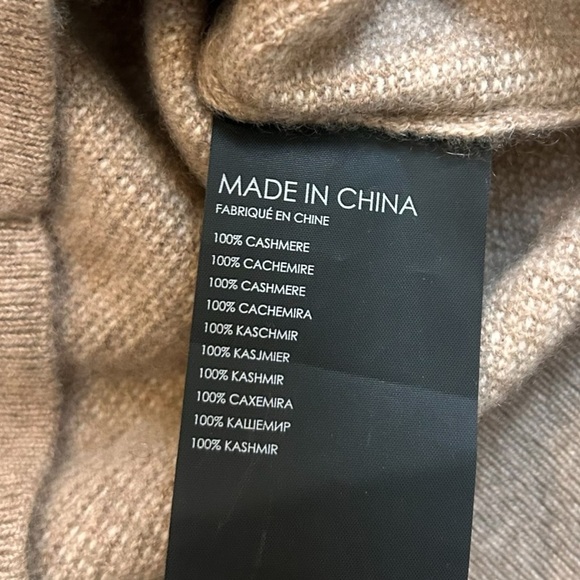 MADE IN CHINA
FABRIQUÉ EN CHINE
100% CASHMERE
100% CACHEMIRE
100% CASHMERE
100% CACHEMIRA
100% KASCHMIR
100% KASJMIER
100% KASHMIR
100% CAXEMIRA
100% КАШЕМИР
100% KASHMIR